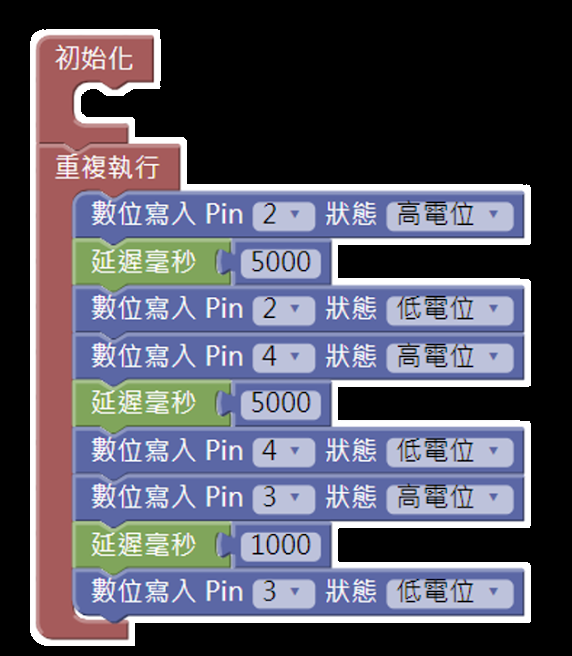 初始化
重複執行
數位寫入 Pin 2 狀態 高電位
延遲毫秒 5000
數位寫入 Pin 2 狀態 低電位
數位寫入 Pin 4 狀態 高電位
延遲毫秒 5000
數位寫入 Pin 4 狀態 低電位
數位寫入 Pin 3 狀態 高電位
延遲毫秒 1000
數位寫入 Pin 3 狀態 低電位